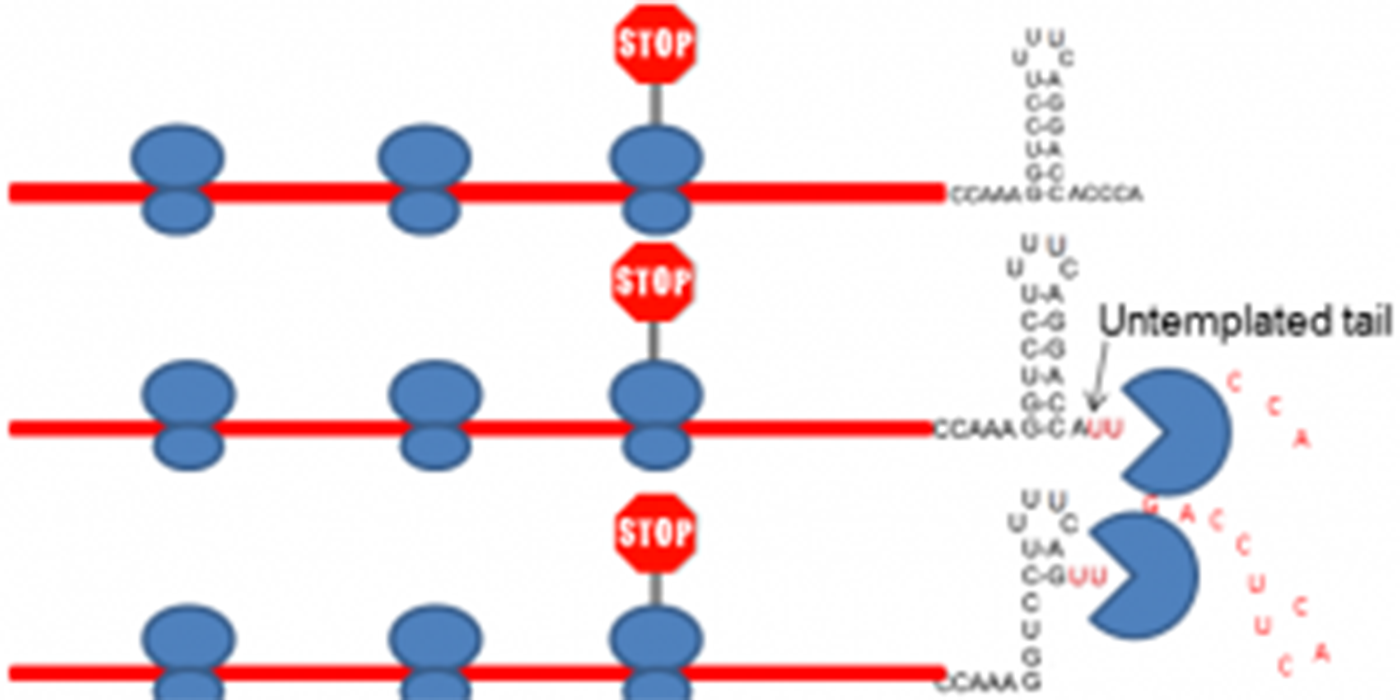 STOP
U U
U C
U-A
C-G
C-G
U-A
G-C
CCAAA G-C ACCCA
STOP
U U
U C
U-A
C-G
C-G
U-A
G-C
CCAAA G-C AUU
Untemplated tail
C
C
A
STOP
U U
U C
U-A
C-GUU
C
U
G
CCAAA G
G A C
C
U
C
U
A
C